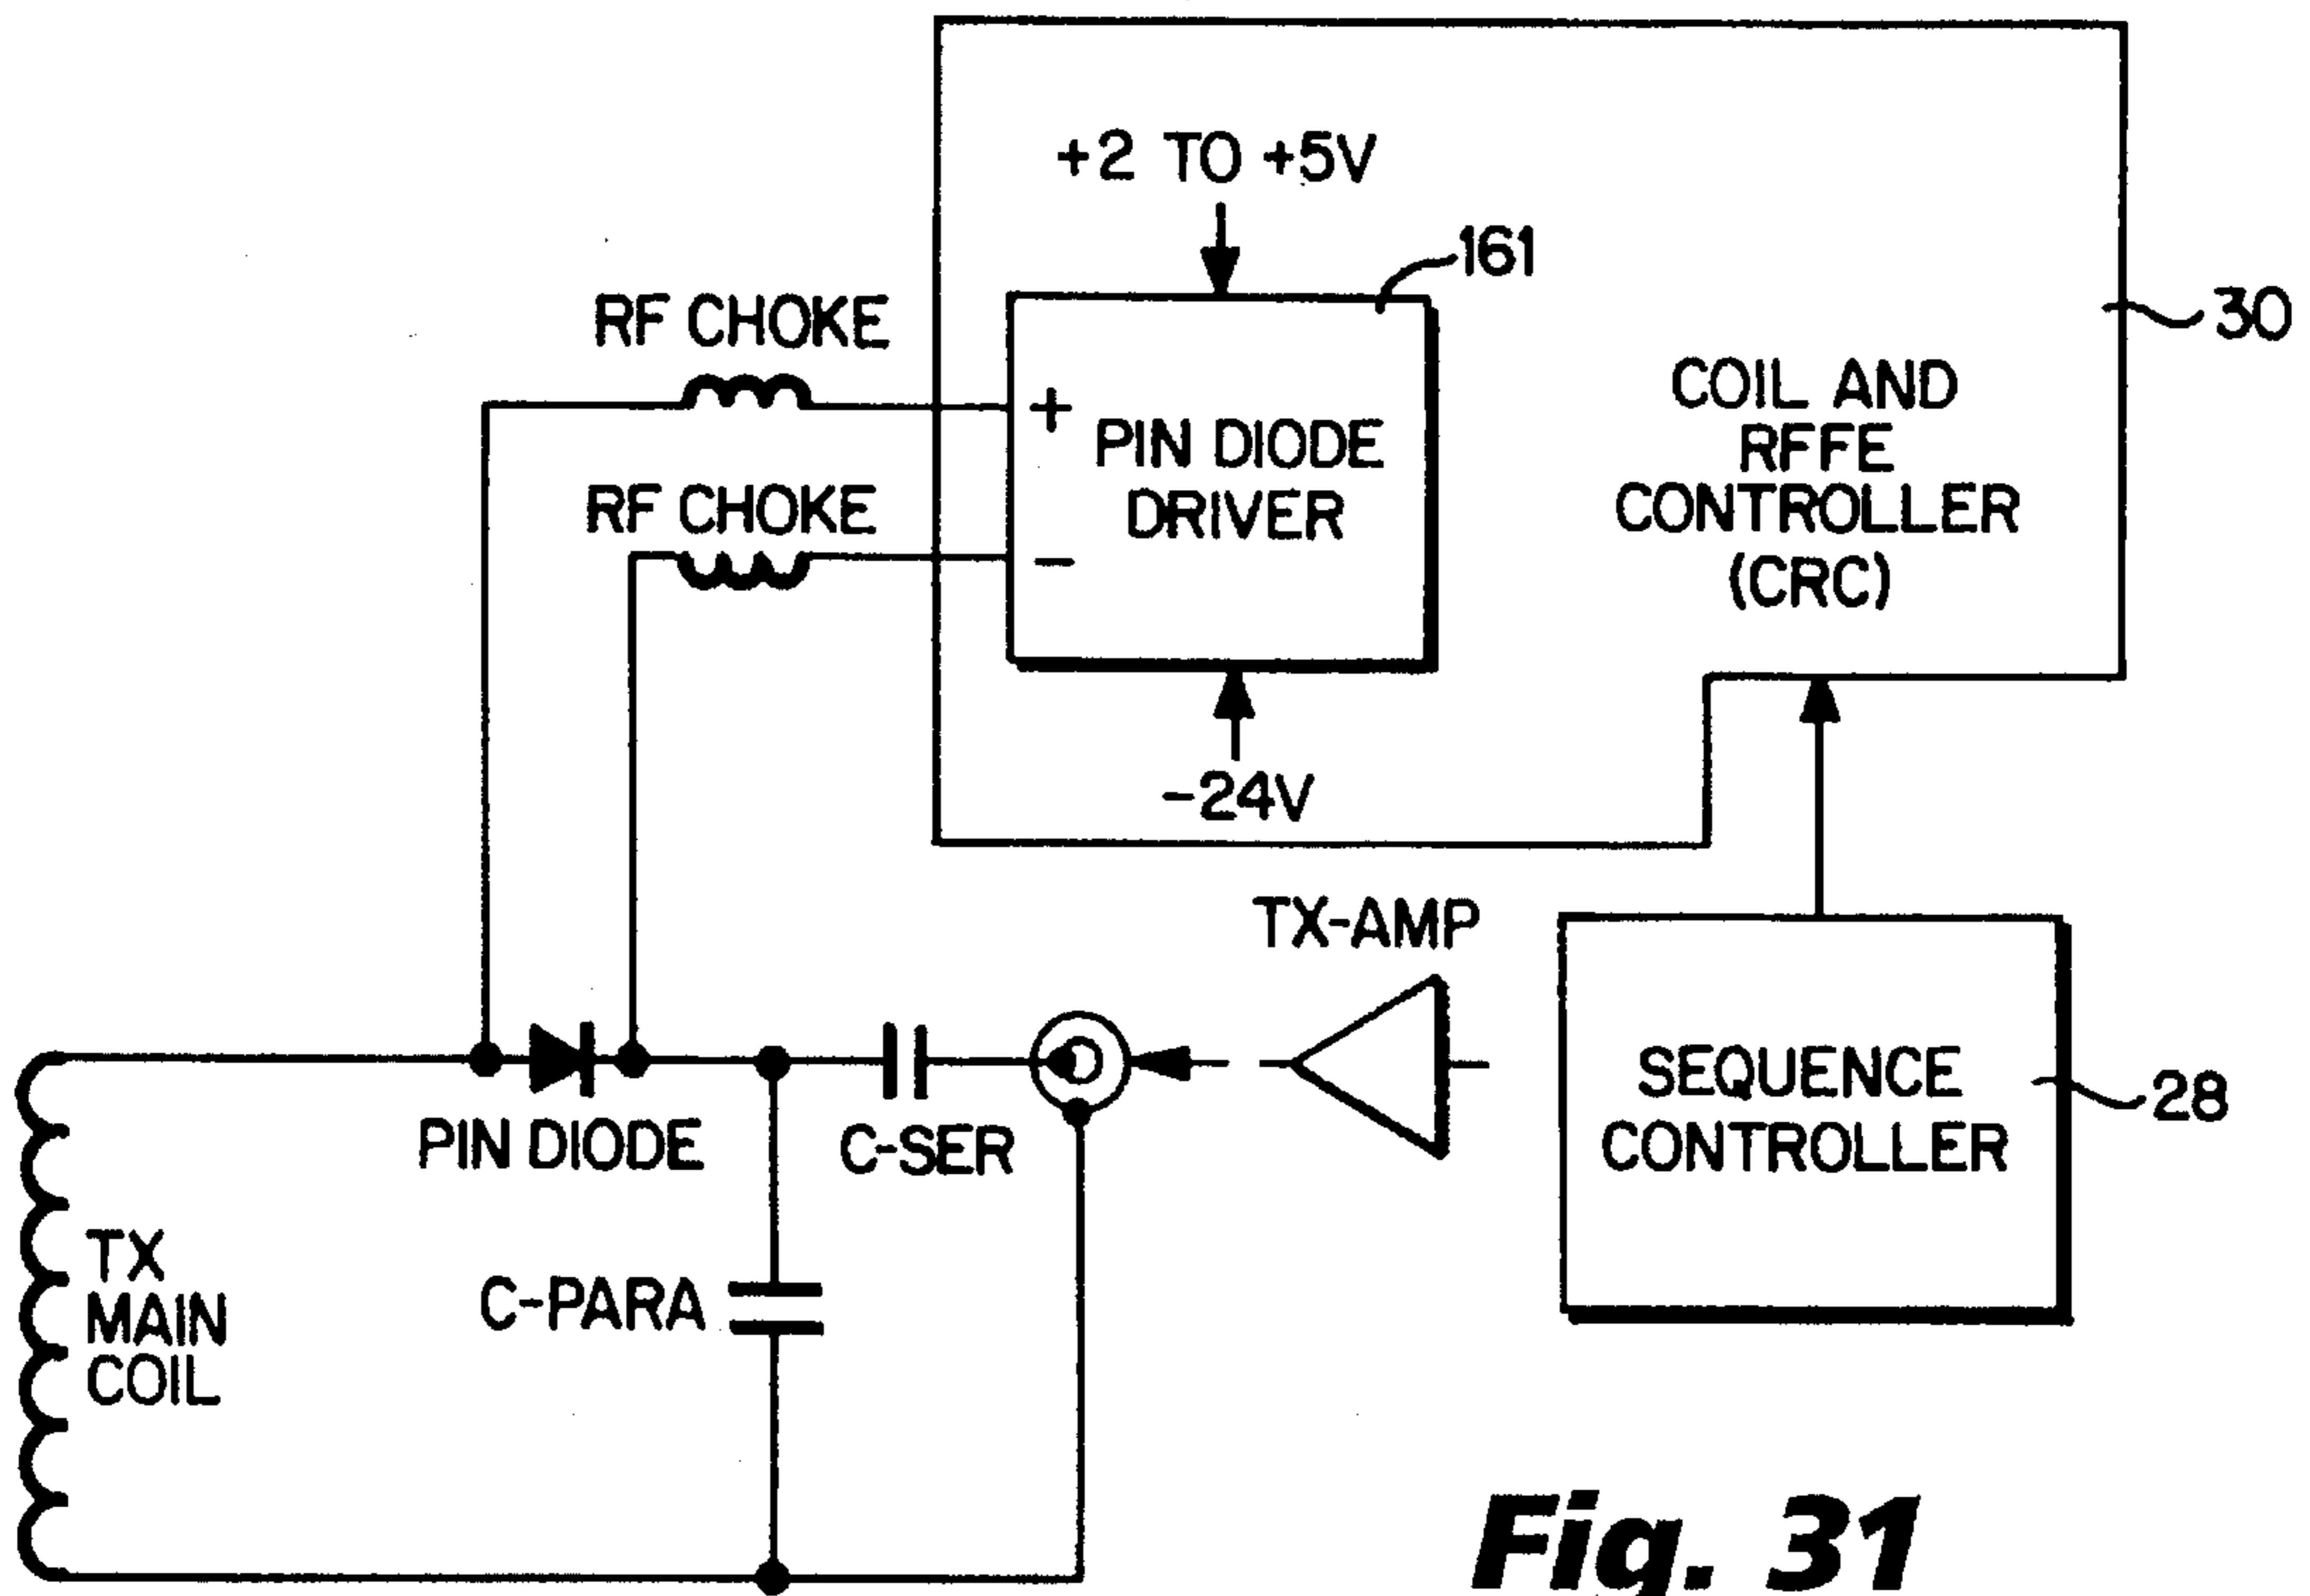 +2 TO +5V
161
30
RF CHOKE
+
PIN DIODE
DRIVER
-
RF CHOKE
COIL AND
RFFE
CONTROLLER
(CRC)
-24V
TX-AMP
SEQUENCE
CONTROLLER
28
PIN DIODE
C-SER
TX
MAIN
COIL
C-PARA
Fig. 31